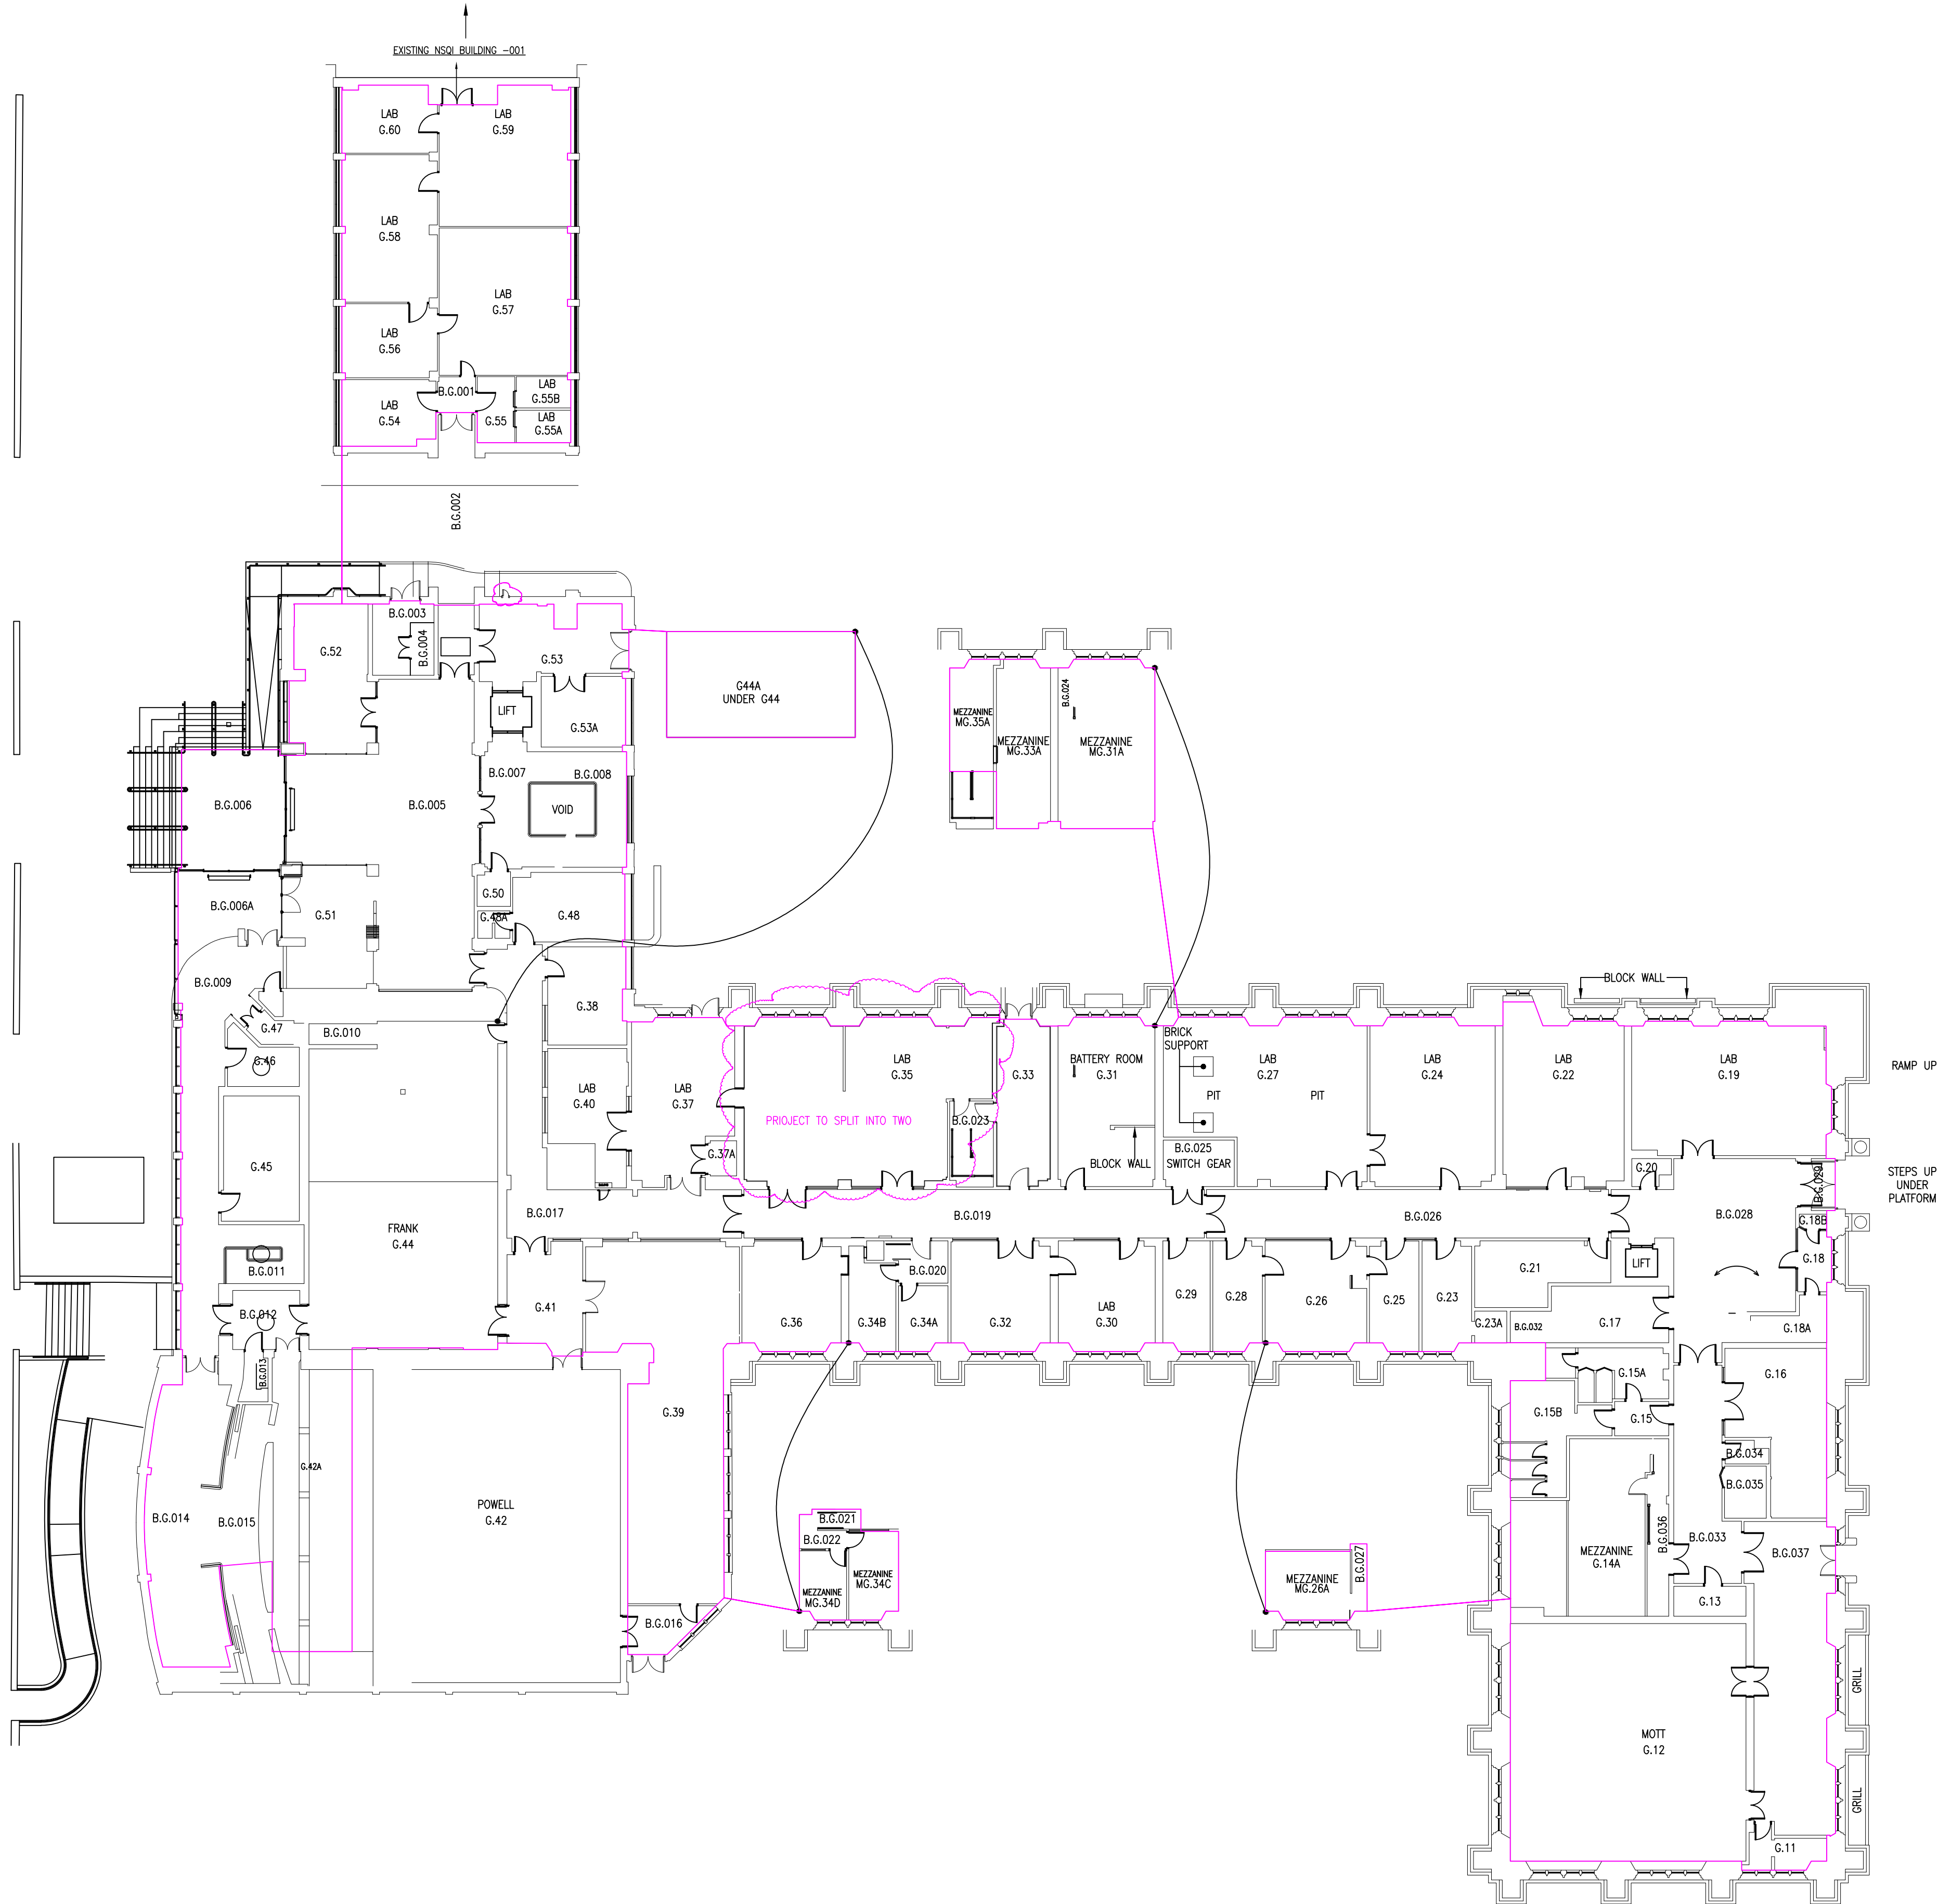 EXISTING NSQI BUILDING -001
LAB
G.60
LAB
G.59
LAB
G.58
LAB
G.57
LAB
G.56
LAB
G.54
B.G.001
G.55
LAB
G.55B
LAB
G.55A
B.G.002
B.G.003
B.G.004
G.52
G.53
G44A
UNDER G44
LIFT
G.53A
B.G.024
MEZZANINE
MG.35A
MEZZANINE
MG.33A
MEZZANINE
MG.31A
B.G.006
B.G.005
B.G.007
B.G.008
VOID
G.50
B.G.006A
G.51
G.48A
G.48
B.G.009
G.47
B.G.010
G.38
BLOCK WALL
G.46
LAB
G.40
LAB
G.37
LAB
G.35
G.33
BATTERY ROOM
G.31
BRICK
SUPPORT
LAB
G.27
PIT
PIT
LAB
G.24
LAB
G.22
LAB
G.19
RAMP UP
PRIOJECT TO SPLIT INTO TWO
B.G.023
G.37A
BLOCK WALL
B.G.025
SWITCH GEAR
G.20
B.G.029
STEPS UP
UNDER
PLATFORM
G.45
FRANK
G.44
B.G.017
B.G.019
B.G.026
B.G.028
G.18B
G.18
B.G.011
B.G.020
G.21
LIFT
B.G.012
G.41
G.36
G.34B
G.34A
G.32
LAB
G.30
G.29
G.28
G.26
G.25
G.23
G.23A
B.G.032
G.17
G.18A
B.G.013
G.15A
G.16
G.39
G.15B
G.15
G.42A
B.G.034
B.G.035
POWELL
G.42
B.G.014
B.G.015
B.G.021
B.G.022
MEZZANINE
MG.34C
MEZZANINE
MG.34D
B.G.016
MEZZANINE
MG.26A
B.G.027
MEZZANINE
G.14A
B.G.036
B.G.033
B.G.037
G.13
GRILL
MOTT
G.12
GRILL
G.11